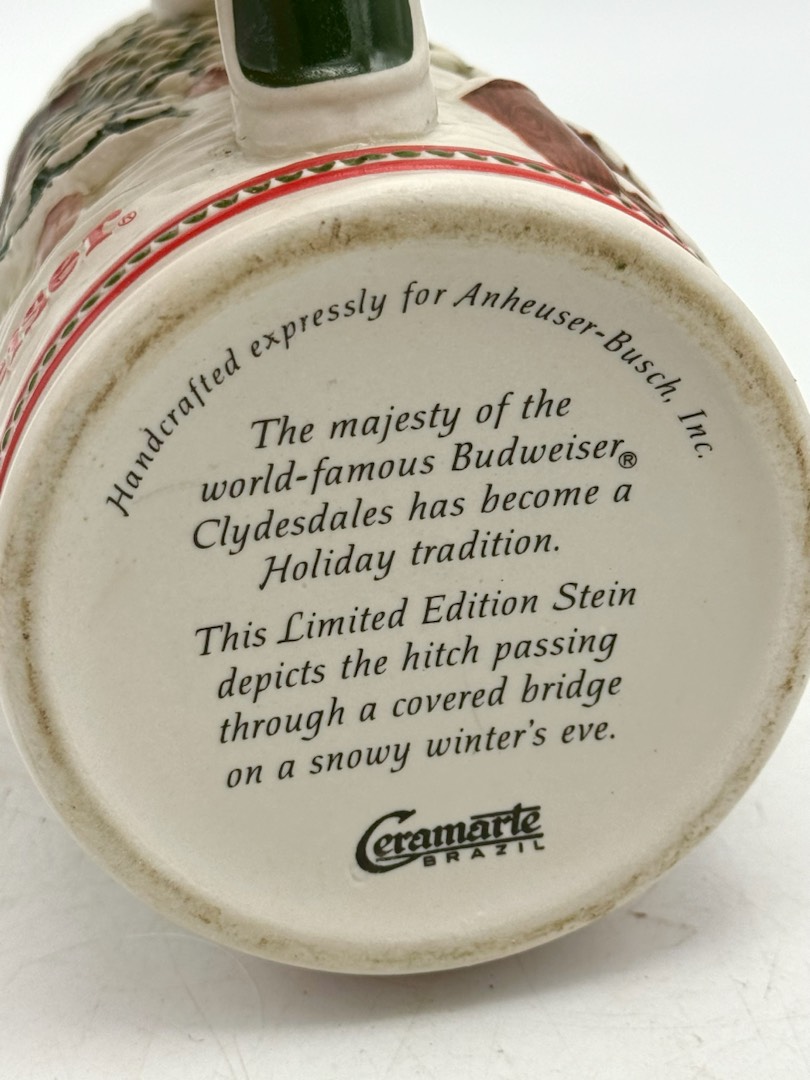 Handcrafted expressly for Anheuser-Busch, Inc.
The majesty of the
world-famous Budweiser®
Clydesdales has become a
Holiday tradition.
This Limited Edition Stein
depicts the hitch passing
through a covered bridge
on a snowy winter's eve.
Ceramarte
BRAZIL